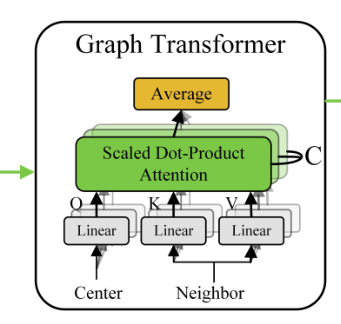 Graph Transformer
Average
Scaled Dot-Product
Attention
C
Q K V
Linear Linear Linear
Center Neighbor